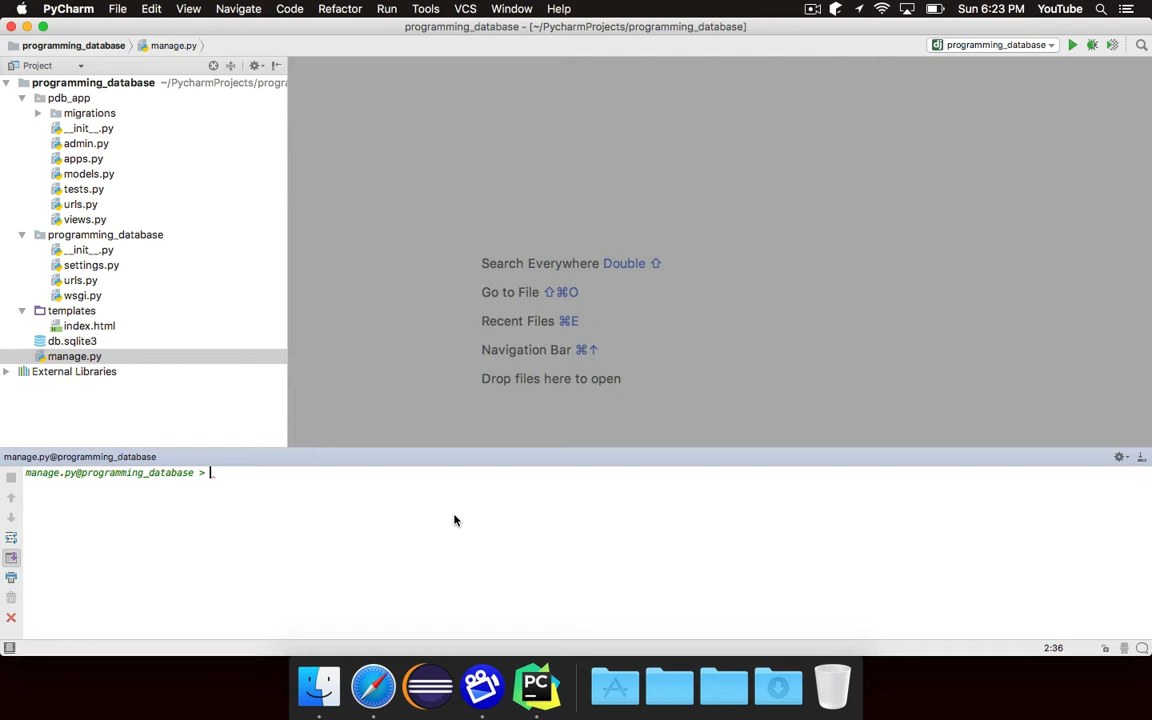 PyCharm File Edit View Navigate Code Refactor Run Tools VCS Window Help Sun 6:23 PM YouTube
programming_database - [~/PycharmProjects/programming_database]
programming_database manage.py programming_database
Project
programming_database ~/PycharmProjects/progra
pdb_app
migrations
__init__.py
admin.py
apps.py
models.py
tests.py
urls.py
views.py
programming_database
__init__.py
settings.py
urls.py
wsgi.py
templates
index.html
db.sqlite3
manage.py
External Libraries
Search Everywhere Double ⇧
Go to File ⇧⌘O
Recent Files ⌘E
Navigation Bar ⌘↑
Drop files here to open
manage.py@programming_database
manage.py@programming_database >
2:36
PC